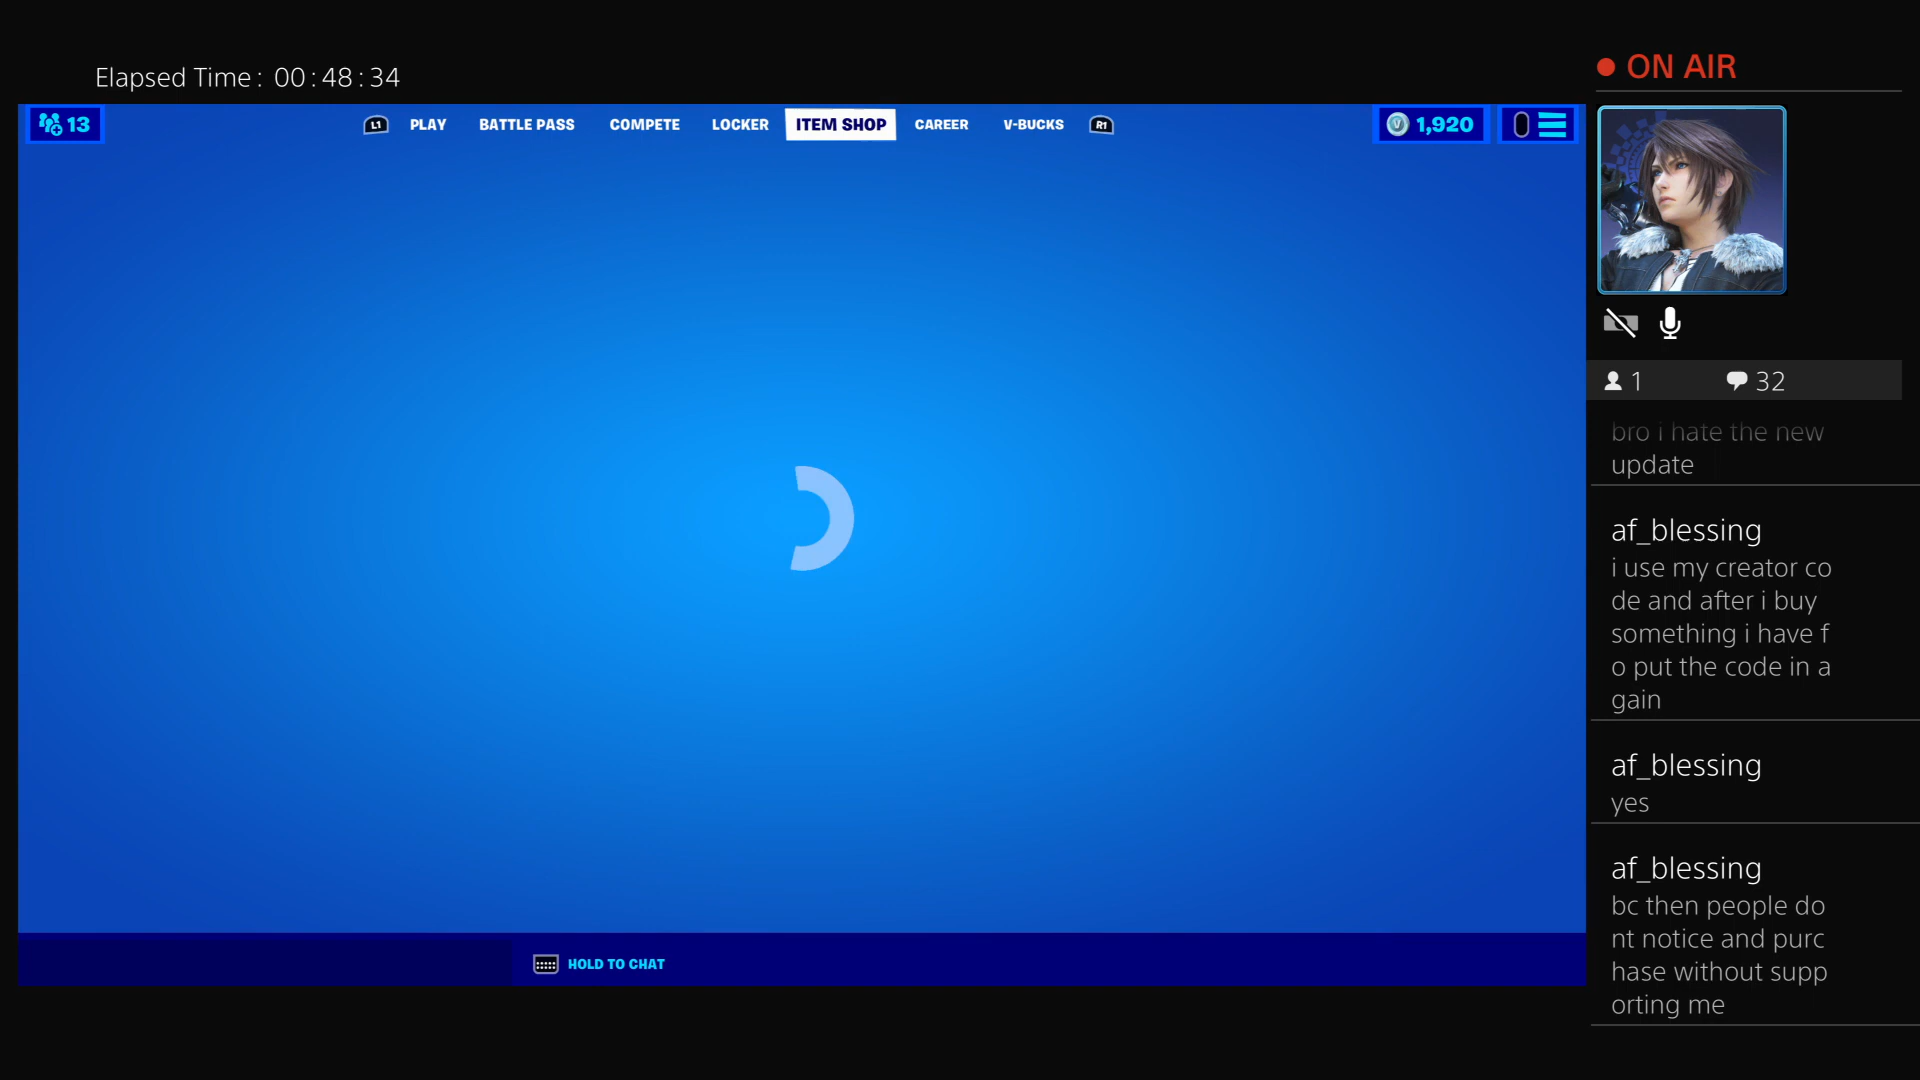 Elapsed Time: 00:48:34
ON AIR
13
L1 PLAY BATTLE PASS COMPETE LOCKER ITEM SHOP CAREER V-BUCKS R1
V 1,920
1 32
bro i hate the new
update
af_blessing
i use my creator co
de and after i buy
something i have f
o put the code in a
gain
af_blessing
yes
af_blessing
bc then people do
nt notice and purc
hase without supp
orting me
HOLD TO CHAT